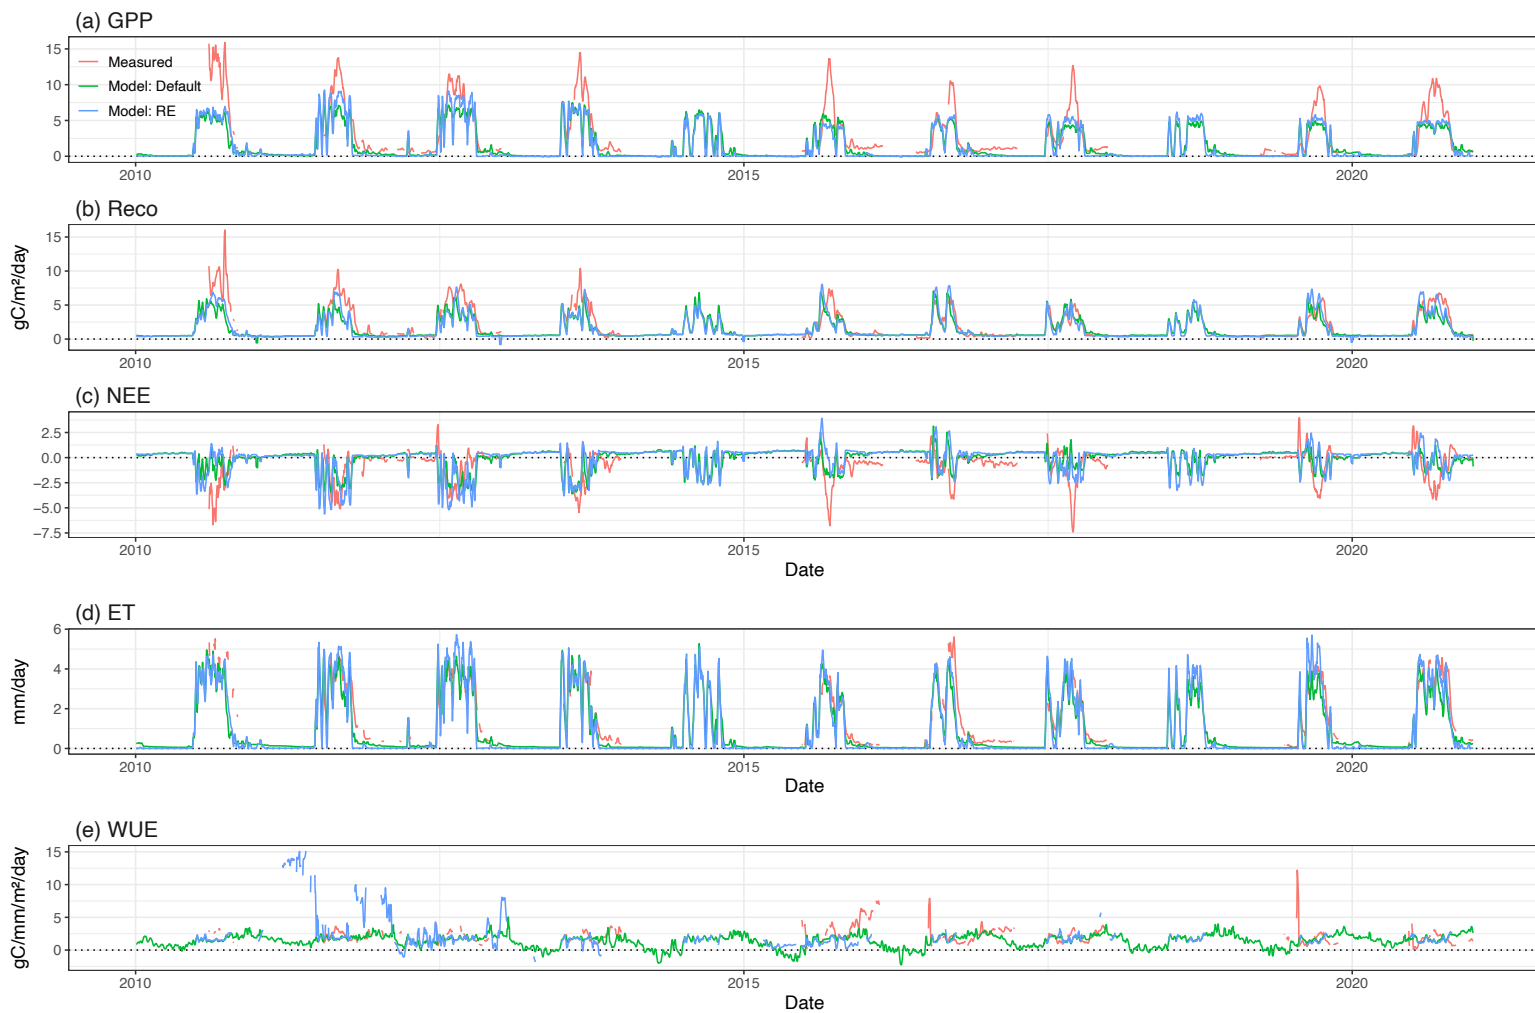 (a) GPP
15
10
5
0
Measured
Model: Default
Model: RE
2010
2015
2020
(b) Reco
gC/m²/day
15
10
5
0
2010
2015
2020
(c) NEE
2.5
0.0
−2.5
−5.0
−7.5
2010
2015
2020
Date
(d) ET
mm/day
6
4
2
0
2010
2015
2020
Date
(e) WUE
gC/mm/m²/day
15
10
5
0
2010
2015
2020
Date